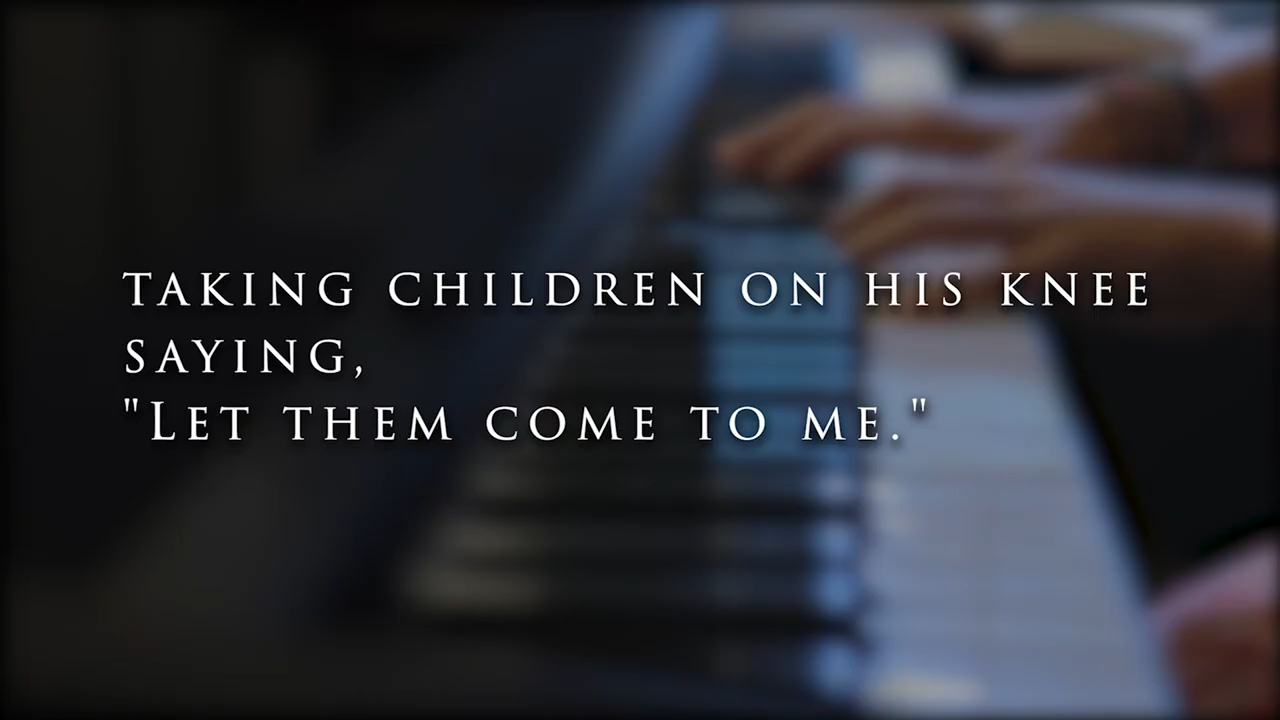 TAKING CHILDREN ON HIS KNEE
SAYING,
"LET THEM COME TO ME."